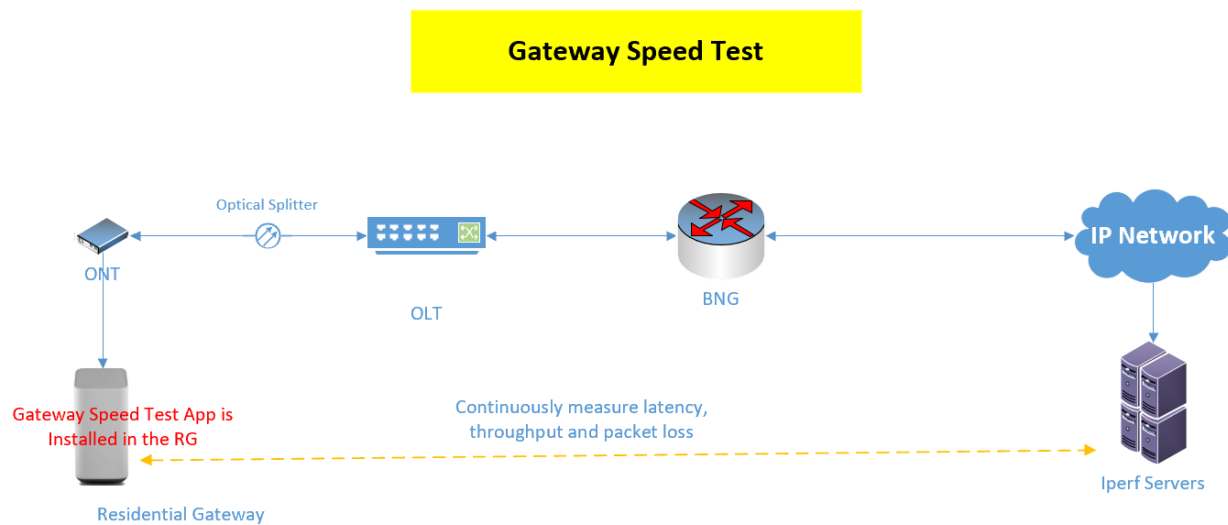 Gateway Speed Test
Optical Splitter
IP Network
ONT
BNG
OLT
Gateway Speed Test App is
Installed in the RG
Continuously measure latency,
throughput and packet loss
Iperf Servers
Residential Gateway